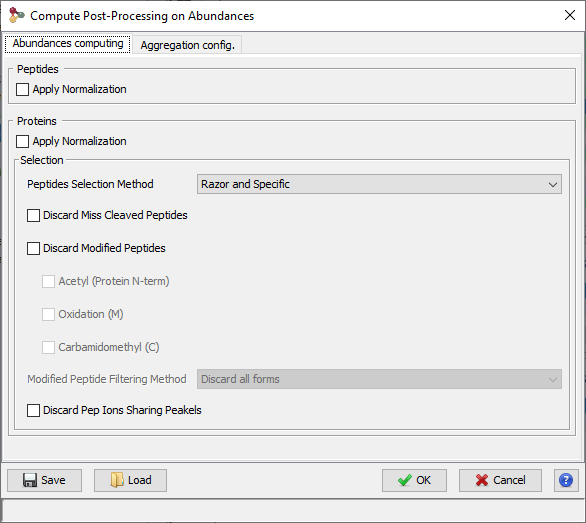 Compute Post-Processing on Abundances
Abundances computing
Aggregation config.
Peptides
Apply Normalization
Proteins
Apply Normalization
Selection
Peptides Selection Method
Razor and Specific
Discard Miss Cleaved Peptides
Discard Modified Peptides
Acetyl (Protein N-term)
Oxidation (M)
Carbamidomethyl (C)
Modified Peptide Filtering Method
Discard all forms
Discard Pep Ions Sharing Peakels
Save
Load
OK
Cancel
?